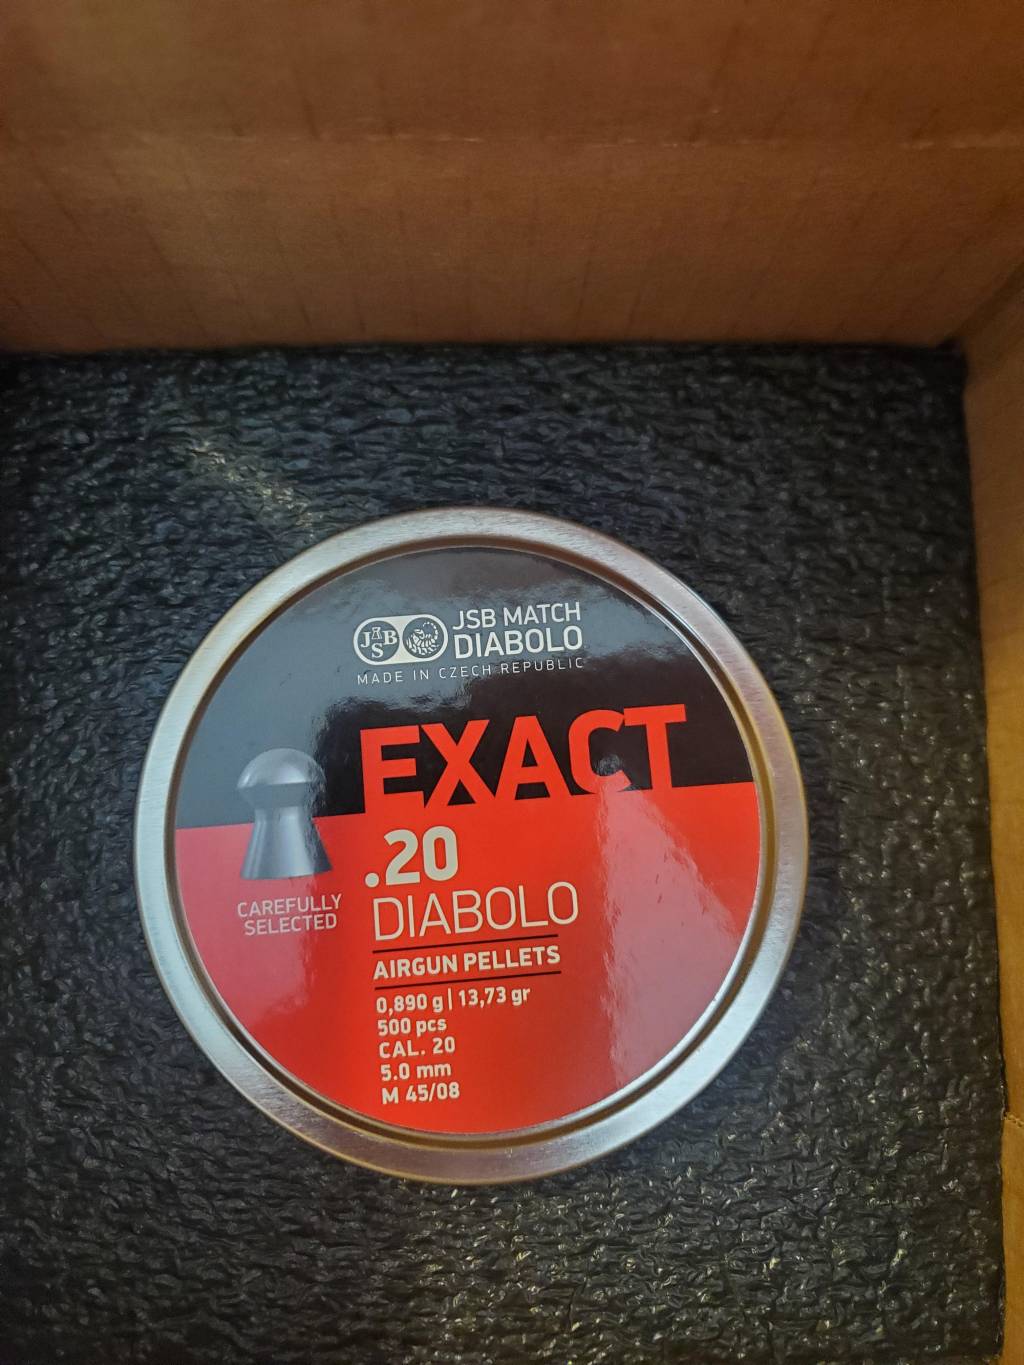 JSB
JSB MATCH
DIABOLO
MADE IN CZECH REPUBLIC
EXACT
.20
DIABOLO
CAREFULLY
SELECTED
AIRGUN PELLETS
0,890 g | 13,73 gr
500 pcs
CAL. 20
5.0 mm
M 45/08